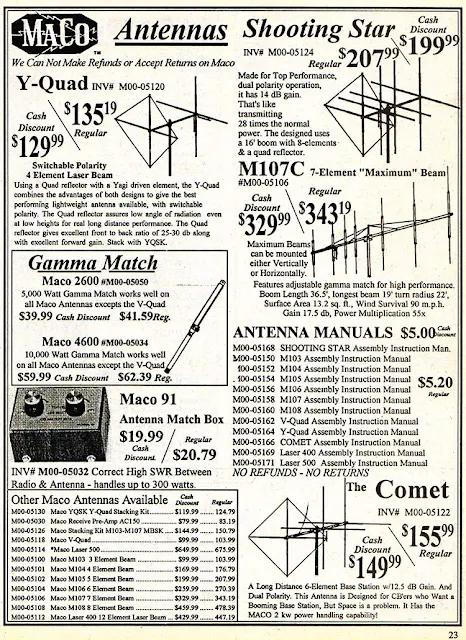 MACO™
Antennas
Shooting Star
Cash Discount
$199⁹⁹
INV# M00-05124
Regular
$207⁹⁹
We Can Not Make Refunds or Accept Returns on Maco
Y-Quad INV# M00-05120
$135¹⁹
Regular
Cash Discount
$129⁹⁹
Switchable Polarity
4 Element Laser Beam
Using a Quad reflector with a Yagi driven element, the Y-Quad
combines the advantages of both designs to give the best
performing lightweight antenna available, with switchable
polarity. The Quad reflector assures low angle of radiation even
at low heights for real long distance performance. The Quad
reflector gives excellent front to back ratio of 25-30 db along
with excellent forward gain. Stack with YQSK.
Made for Top Performance,
dual polarity operation,
it has 14 dB gain.
That's like
transmitting
28 times the normal
power. The designed uses
a 16' boom with 8-elements
& a quad reflector.
M107C 7-Element "Maximum" Beam
#M00-05106
Cash Discount
$329⁹⁹
Regular
$343¹⁹
Maximum Beams
can be mounted
either Vertically
or Horizontally.
Features adjustable gamma match for high performance.
Boom Length 36.5', longest beam 19' turn radius 22',
Surface Area 13.2 sq. ft., Wind Survival 90 m.p.h.
Gain 17.5 db, Power Multiplication 55x
Gamma Match
Maco 2600 #M00-05050
5,000 Watt Gamma Match works well on
all Maco Antennas except the V-Quad
$39.99 Cash Discount $41.59Reg.
Maco 4600 #M00-05034
10,000 Watt Gamma Match works well
on all Maco Antennas except the V-Quad
$59.99 Cash Discount $62.39 Reg.
Maco 91
Antenna Match Box
$19.99
Cash Discount
Regular
$20.79
INV# M00-05032 Correct High SWR Between
Radio & Antenna - handles up to 300 watts.
ANTENNA MANUALS $5.00 Cash Discount
M00-05168 SHOOTING STAR Assembly Instruction Man.
M00-05150 M103 Assembly Instruction Manual
f00-05152 M104 Assembly Instruction Manual
.00-05154 M105 Assembly Instruction Manual
M00-05156 M106 Assembly Instruction Manual
M00-05158 M107 Assembly Instruction Manual
M00-05160 M108 Assembly Instruction Manual
M00-05162 V-Quad Assembly Instruction Manual
M00-05164 Y-Quad Assembly Instruction Manual
M00-05166 COMET Assembly Instruction Manual
M00-05169 Laser 400 Assembly Instruction Manual
M00-05171 Laser 500 Assembly Instruction Manual
NO REFUNDS - NO RETURNS
$5.20
Regular
Other Maco Antennas Available Cash Discount Regular
M00-05130 Maco YQSK Y-Quad Stacking Kit $119.99 124.79
M00-05030 Maco Receive Pre-Amp AC150 $79.99 83.19
M00-05126 Maco Stacking Kit M103-M107 MBSK $144.99 150.79
M00-05118 Maco V-Quad $99.99 103.99
M00-05114 *Maco Laser 500 $649.99 675.99
M00-05100 Maco M103 3 Element Beam $99.99 103.99
M00-05101 Maco M104 4 Element Beam $169.99 176.79
M00-05102 Maco M105 5 Element Beam $199.99 207.99
M00-05104 Maco M106 6 Element Beam $259.99 270.39
M00-05106 Maco M107 7 Element Beam $329.99 343.19
M00-05108 Maco M108 8 Element Beam $459.99 478.39
M00-05112 Maco Laser 400 12 Element Laser Beam $429.99 447.19
The Comet
INV# M00-05122
$155⁹⁹
Regular
$149⁹⁹
Cash Discount
A Long Distance 6-Element Base Station w/12.5 dB Gain. And
Dual Polarity. This Antenna is Designed for CB'ers who Want a
Booming Base Station, But Space is a problem. It Has the
MACO 2 kw power handling capability!
23